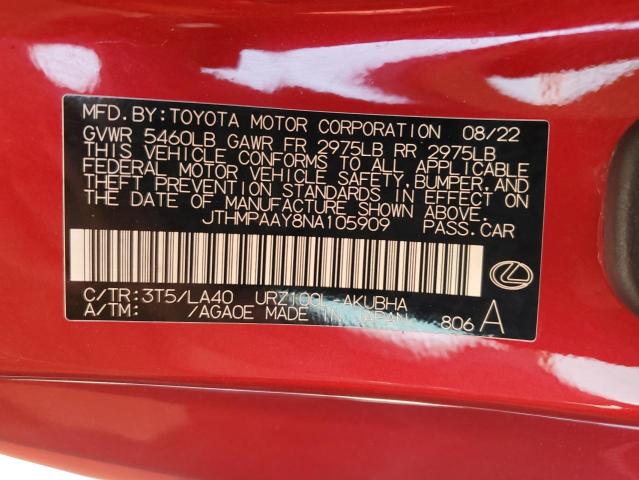 MFD. BY: TOYOTA MOTOR CORPORATION 08/22
GVWR 5460LB GAWR FR 2975LB RR 2975LB
THIS VEHICLE CONFORMS TO ALL APPLICABLE
FEDERAL MOTOR VEHICLE SAFETY, BUMPER, AND
THEFT PREVENTION STANDARDS IN EFFECT ON
THE DATE OF MANUFACTURE SHOWN ABOVE.
JTHMPAAY8NA105909 PASS. CAR
C/TR: 3T5/LA40 URZ100L-AKUBHA
A/TM: /AGA0E MADE IN JAPAN 806 A